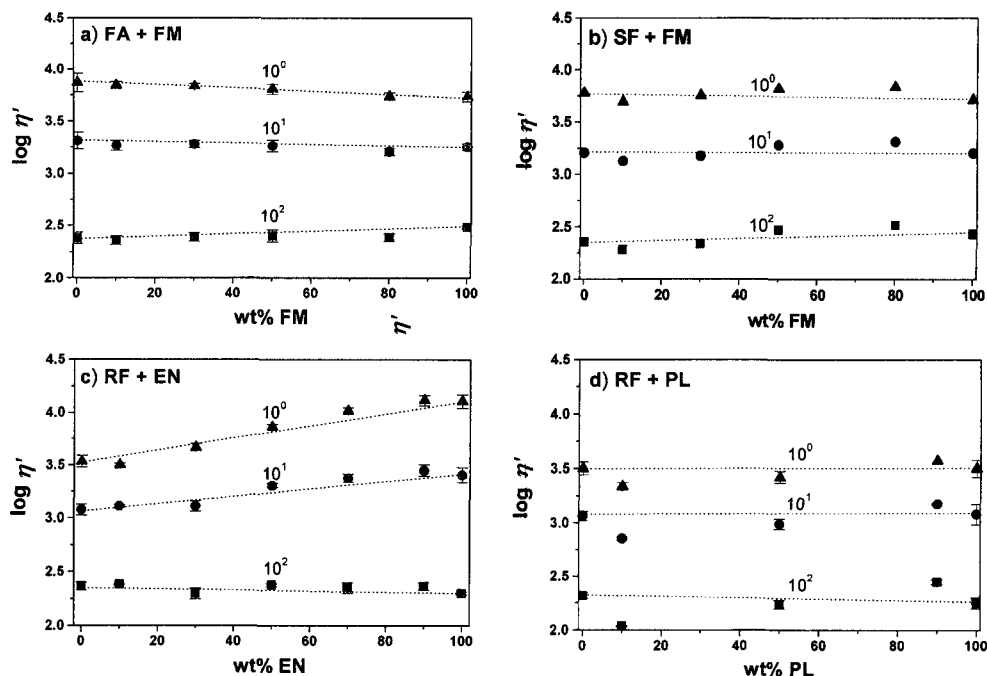 a) FA + FM
log η'
4.5
4.0
3.5
3.0
2.5
2.0
10⁰
10¹
10²
0 20 40 60 80 100
wt% FM
b) SF + FM
log η'
4.5
4.0
3.5
3.0
2.5
2.0
10⁰
10¹
10²
0 20 40 60 80 100
wt% FM
η'
c) RF + EN
log η'
4.5
4.0
3.5
3.0
2.5
2.0
10⁰
10¹
10²
0 20 40 60 80 100
wt% EN
d) RF + PL
log η'
4.5
4.0
3.5
3.0
2.5
2.0
10⁰
10¹
10²
0 20 40 60 80 100
wt% PL